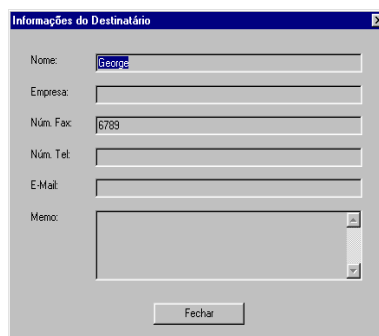 Informações do Destinatário
Nome: George
Empresa:
Núm. Fax: 6789
Núm. Tel:
E-Mail:
Memo:
Fechar